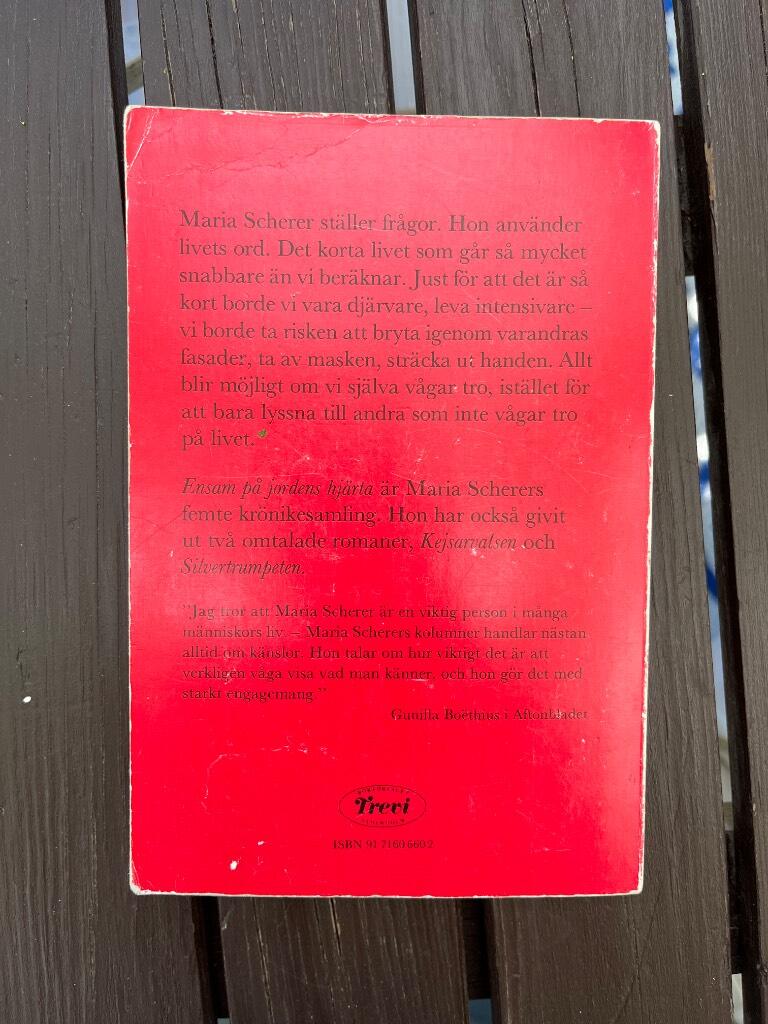 Maria Scherer ställer frågor. Hon använder
livets ord. Det korta livet som går så mycket
snabbare än vi beräknar. Just för att det är så
kort borde vi vara djärvare, leva intensivare –
vi borde ta risken att bryta igenom varandras
fasader, ta av masken, sträcka ut handen. Allt
blir möjligt om vi själva vågar tro, istället för
att bara lyssna till andra som inte vågar tro
på livet.
Ensam på jordens hjärta är Maria Scherers
femte krönikesamling. Hon har också givit
ut två omtalade romaner, Kejsarvalsen och
Silvertrumpeten.
"Jag tror att Maria Scherer är en viktig person i många
människors liv. – Maria Scherers kolumner handlar nästan
alltid om känslor. Hon talar om hur viktigt det är att
verkligen våga visa vad man känner, och hon gör det med
starkt engagemang."
Gunilla Boëthius i Aftonbladet
Trevi
ISBN 91 7160 660 2